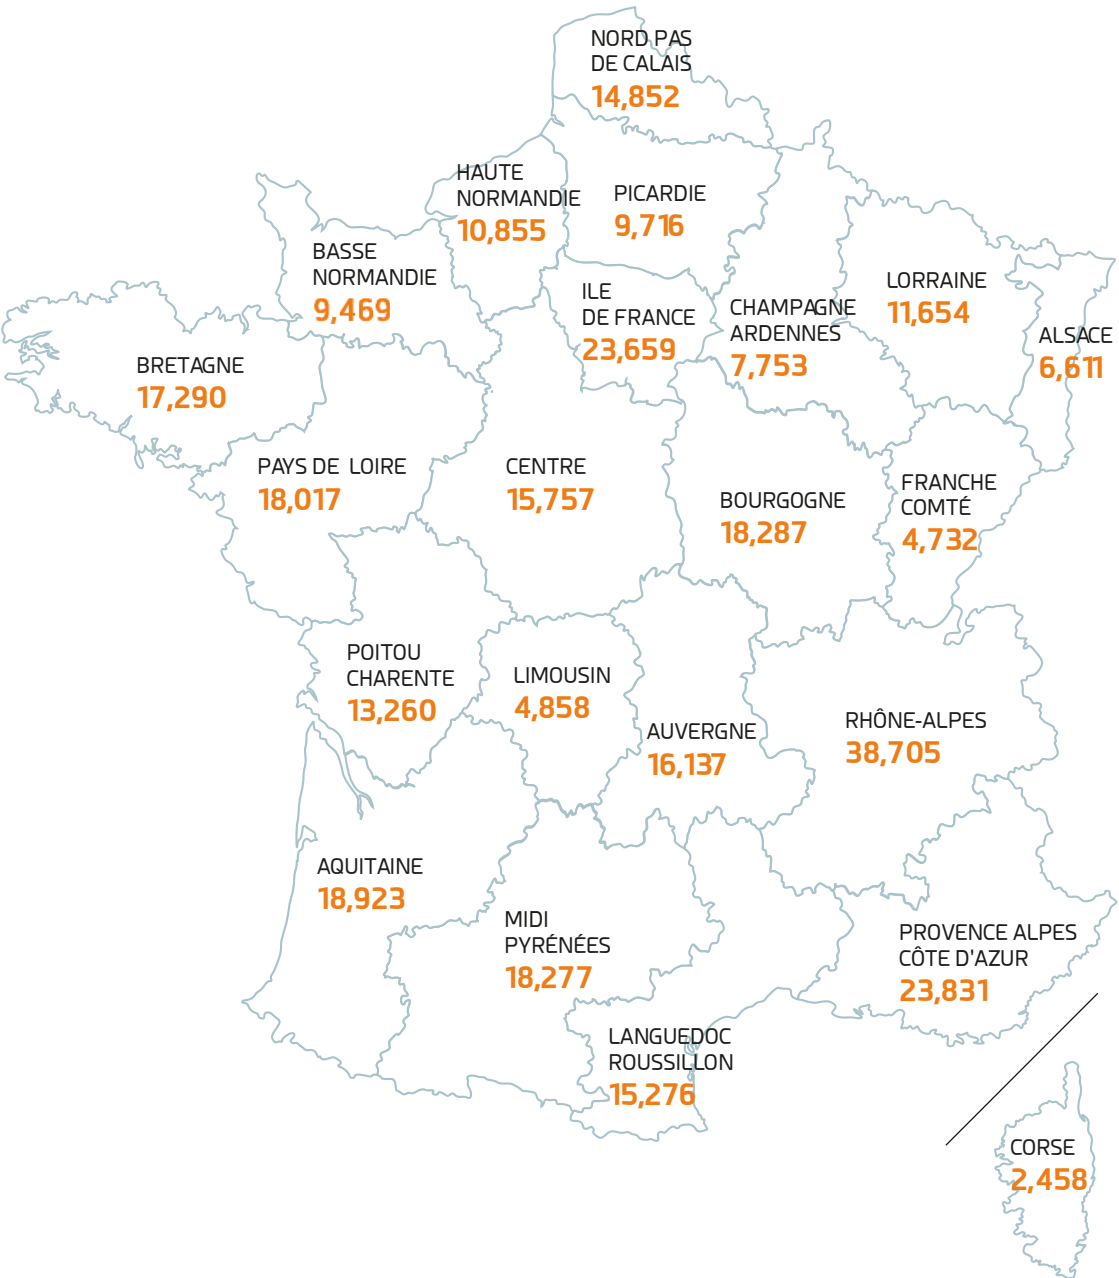 NORD PAS
DE CALAIS
14,852
HAUTE
NORMANDIE
10,855
PICARDIE
9,716
BASSE
NORMANDIE
9,469
ILE
DE FRANCE
23,659
CHAMPAGNE
ARDENNES
7,753
LORRAINE
11,654
ALSACE
6,611
BRETAGNE
17,290
PAYS DE LOIRE
18,017
CENTRE
15,757
BOURGOGNE
18,287
FRANCHE
COMTÉ
4,732
POITOU
CHARENTE
13,260
LIMOUSIN
4,858
AUVERGNE
16,137
RHÔNE-ALPES
38,705
AQUITAINE
18,923
MIDI
PYRÉNÉES
18,277
PROVENCE ALPES
CÔTE D'AZUR
23,831
LANGUEDOC
ROUSSILLON
15,276
CORSE
2,458